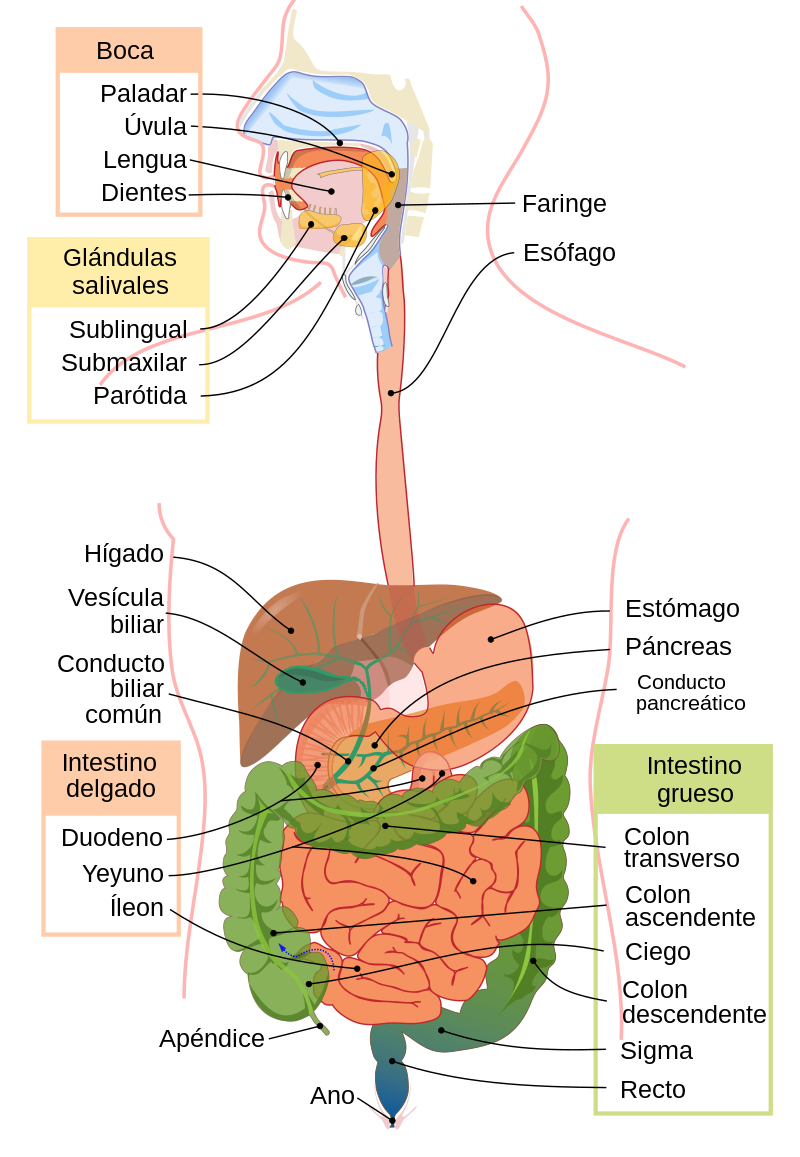 Boca
Paladar
Úvula
Lengua
Dientes
Glándulas
salivales
Sublingual
Submaxilar
Parótida
Faringe
Esófago
Hígado
Vesícula
biliar
Conducto
biliar
común
Intestino
delgado
Duodeno
Yeyuno
Íleon
Apéndice
Ano
Estómago
Páncreas
Conducto
pancreático
Intestino
grueso
Colon
transverso
Colon
ascendente
Ciego
Colon
descendente
Sigma
Recto